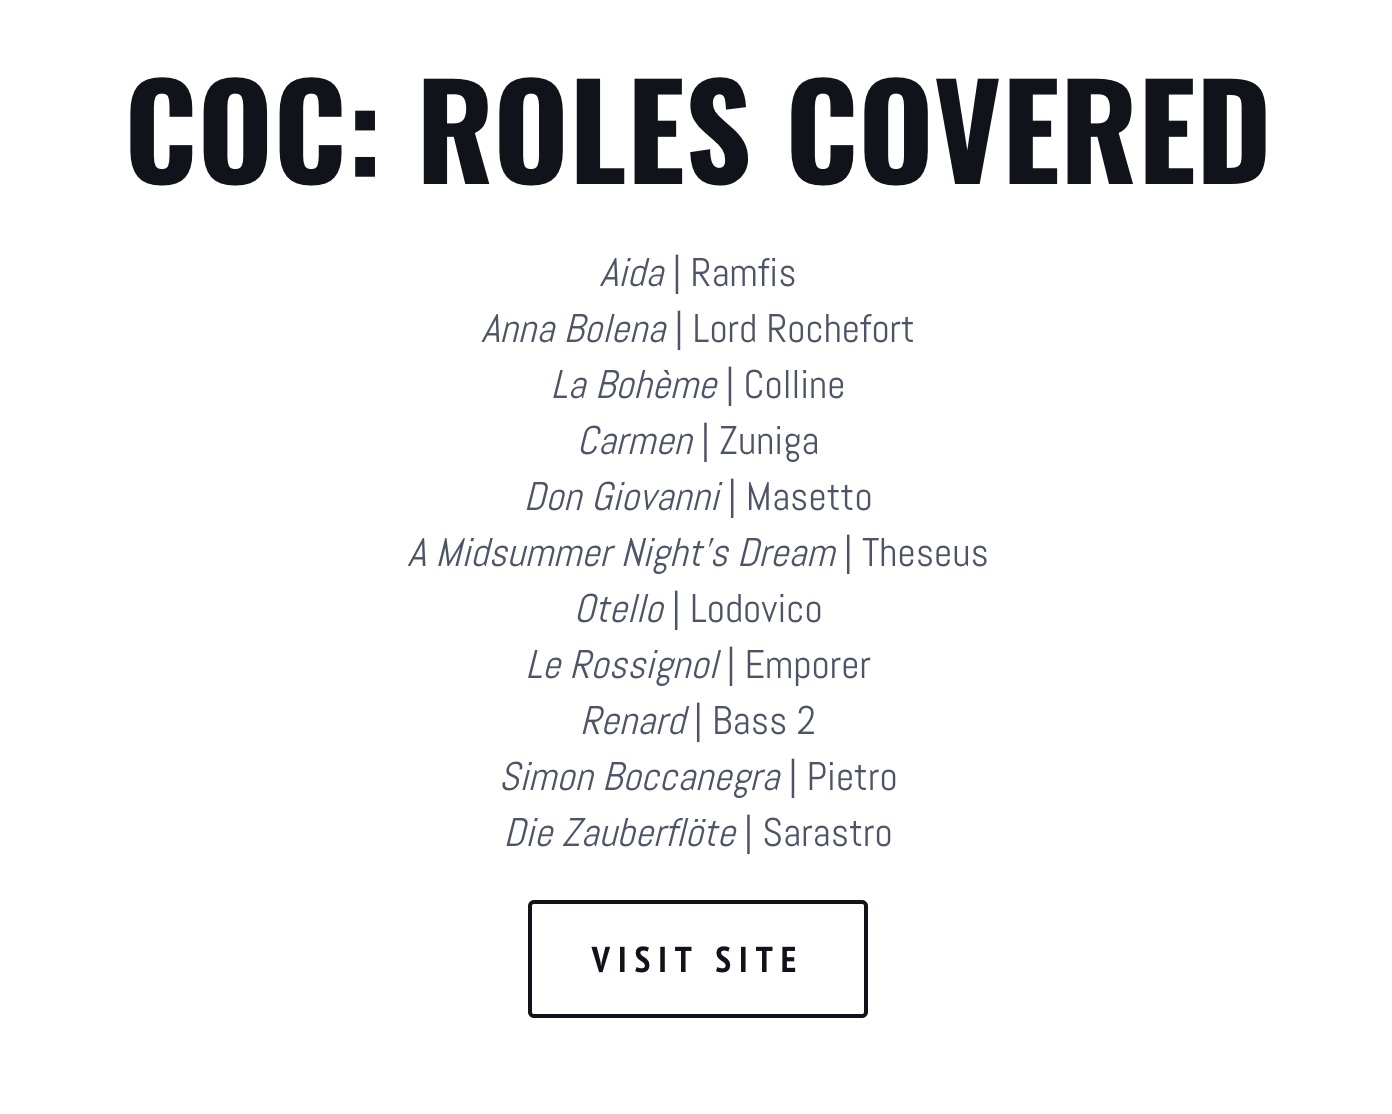 COC: ROLES COVERED
Aida | Ramfis
Anna Bolena | Lord Rochefort
La Bohème | Colline
Carmen | Zuniga
Don Giovanni | Masetto
A Midsummer Night's Dream | Theseus
Otello | Lodovico
Le Rossignol | Emporer
Renard | Bass 2
Simon Boccanegra | Pietro
Die Zauberflöte | Sarastro
VISIT SITE